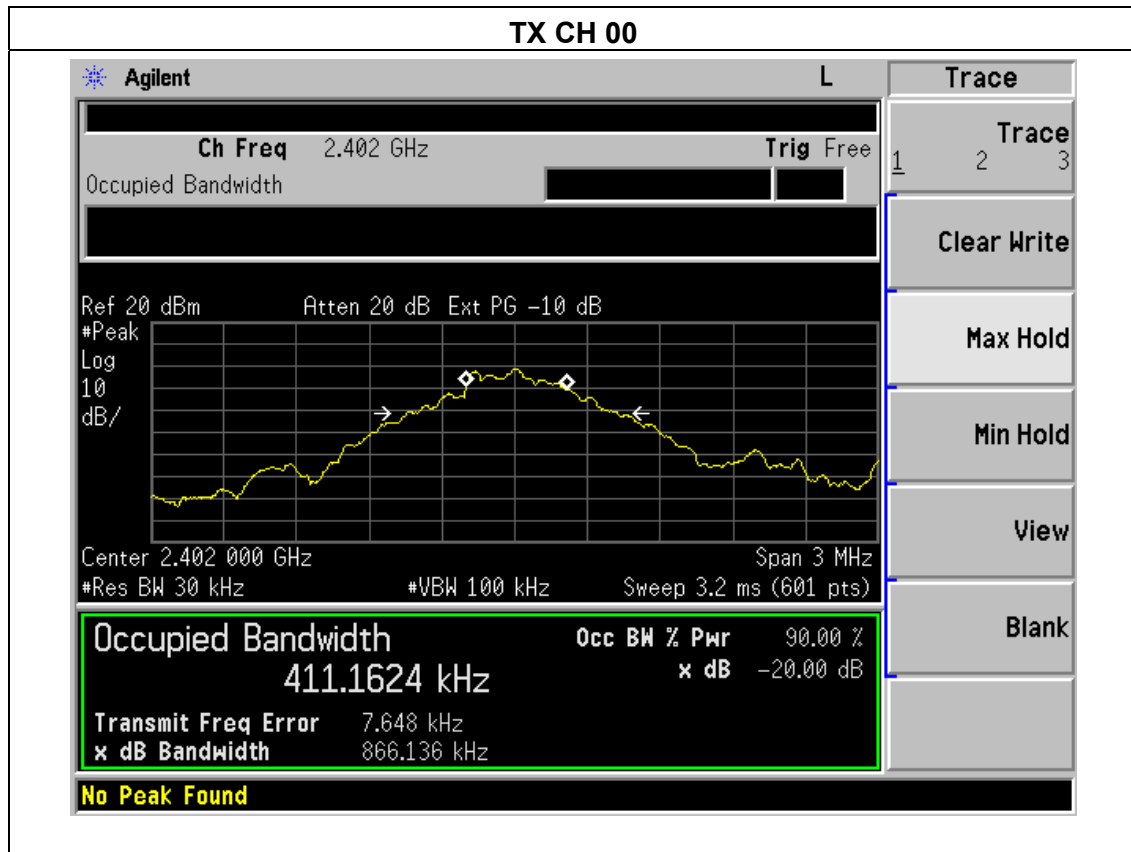 TX CH 00
Agilent L Trace
Ch Freq 2.402 GHz Trig Free
Occupied Bandwidth
Trace
1 2 3
Clear Write
Ref 20 dBm Atten 20 dB Ext PG -10 dB
#Peak
Log
10
dB/
Max Hold
Min Hold
View
Center 2.402 000 GHz Span 3 MHz
#Res BW 30 kHz #VBW 100 kHz Sweep 3.2 ms (601 pts)
Blank
Occupied Bandwidth Occ BW % Pwr 90.00 %
411.1624 kHz x dB -20.00 dB
Transmit Freq Error 7.648 kHz
x dB Bandwidth 866.136 kHz
No Peak Found